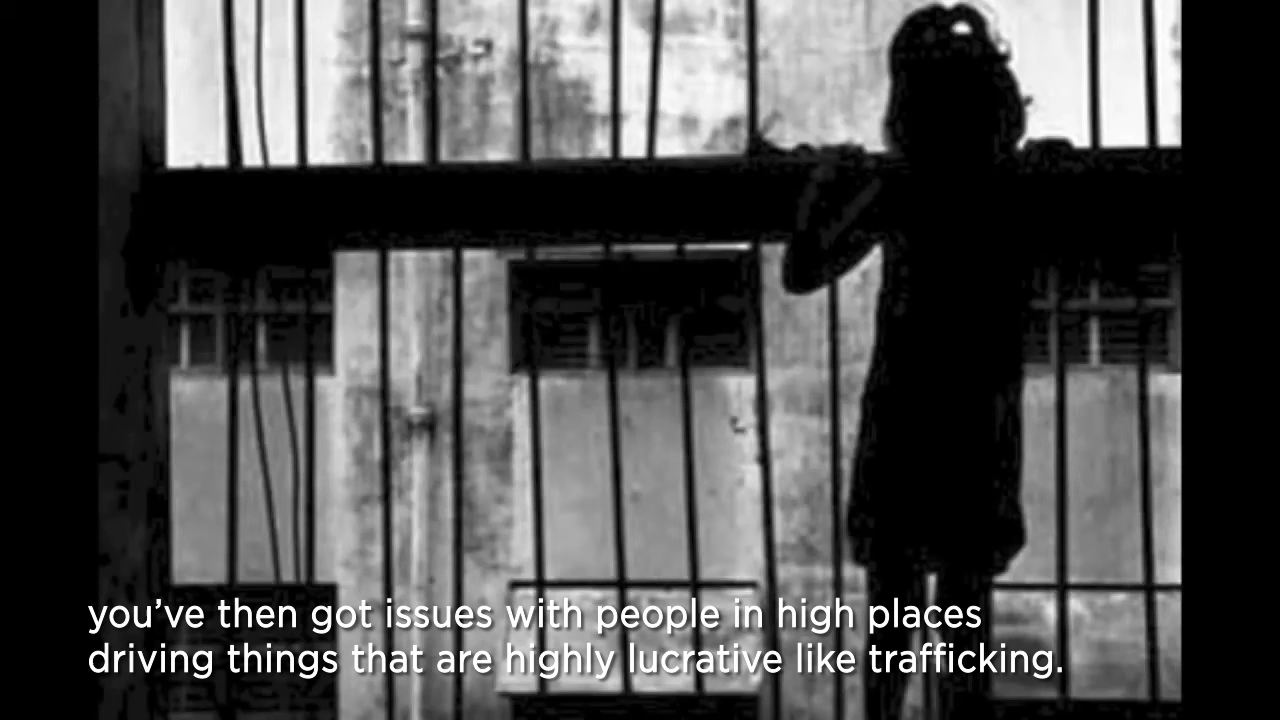 you’ve then got issues with people in high places
driving things that are highly lucrative like trafficking.